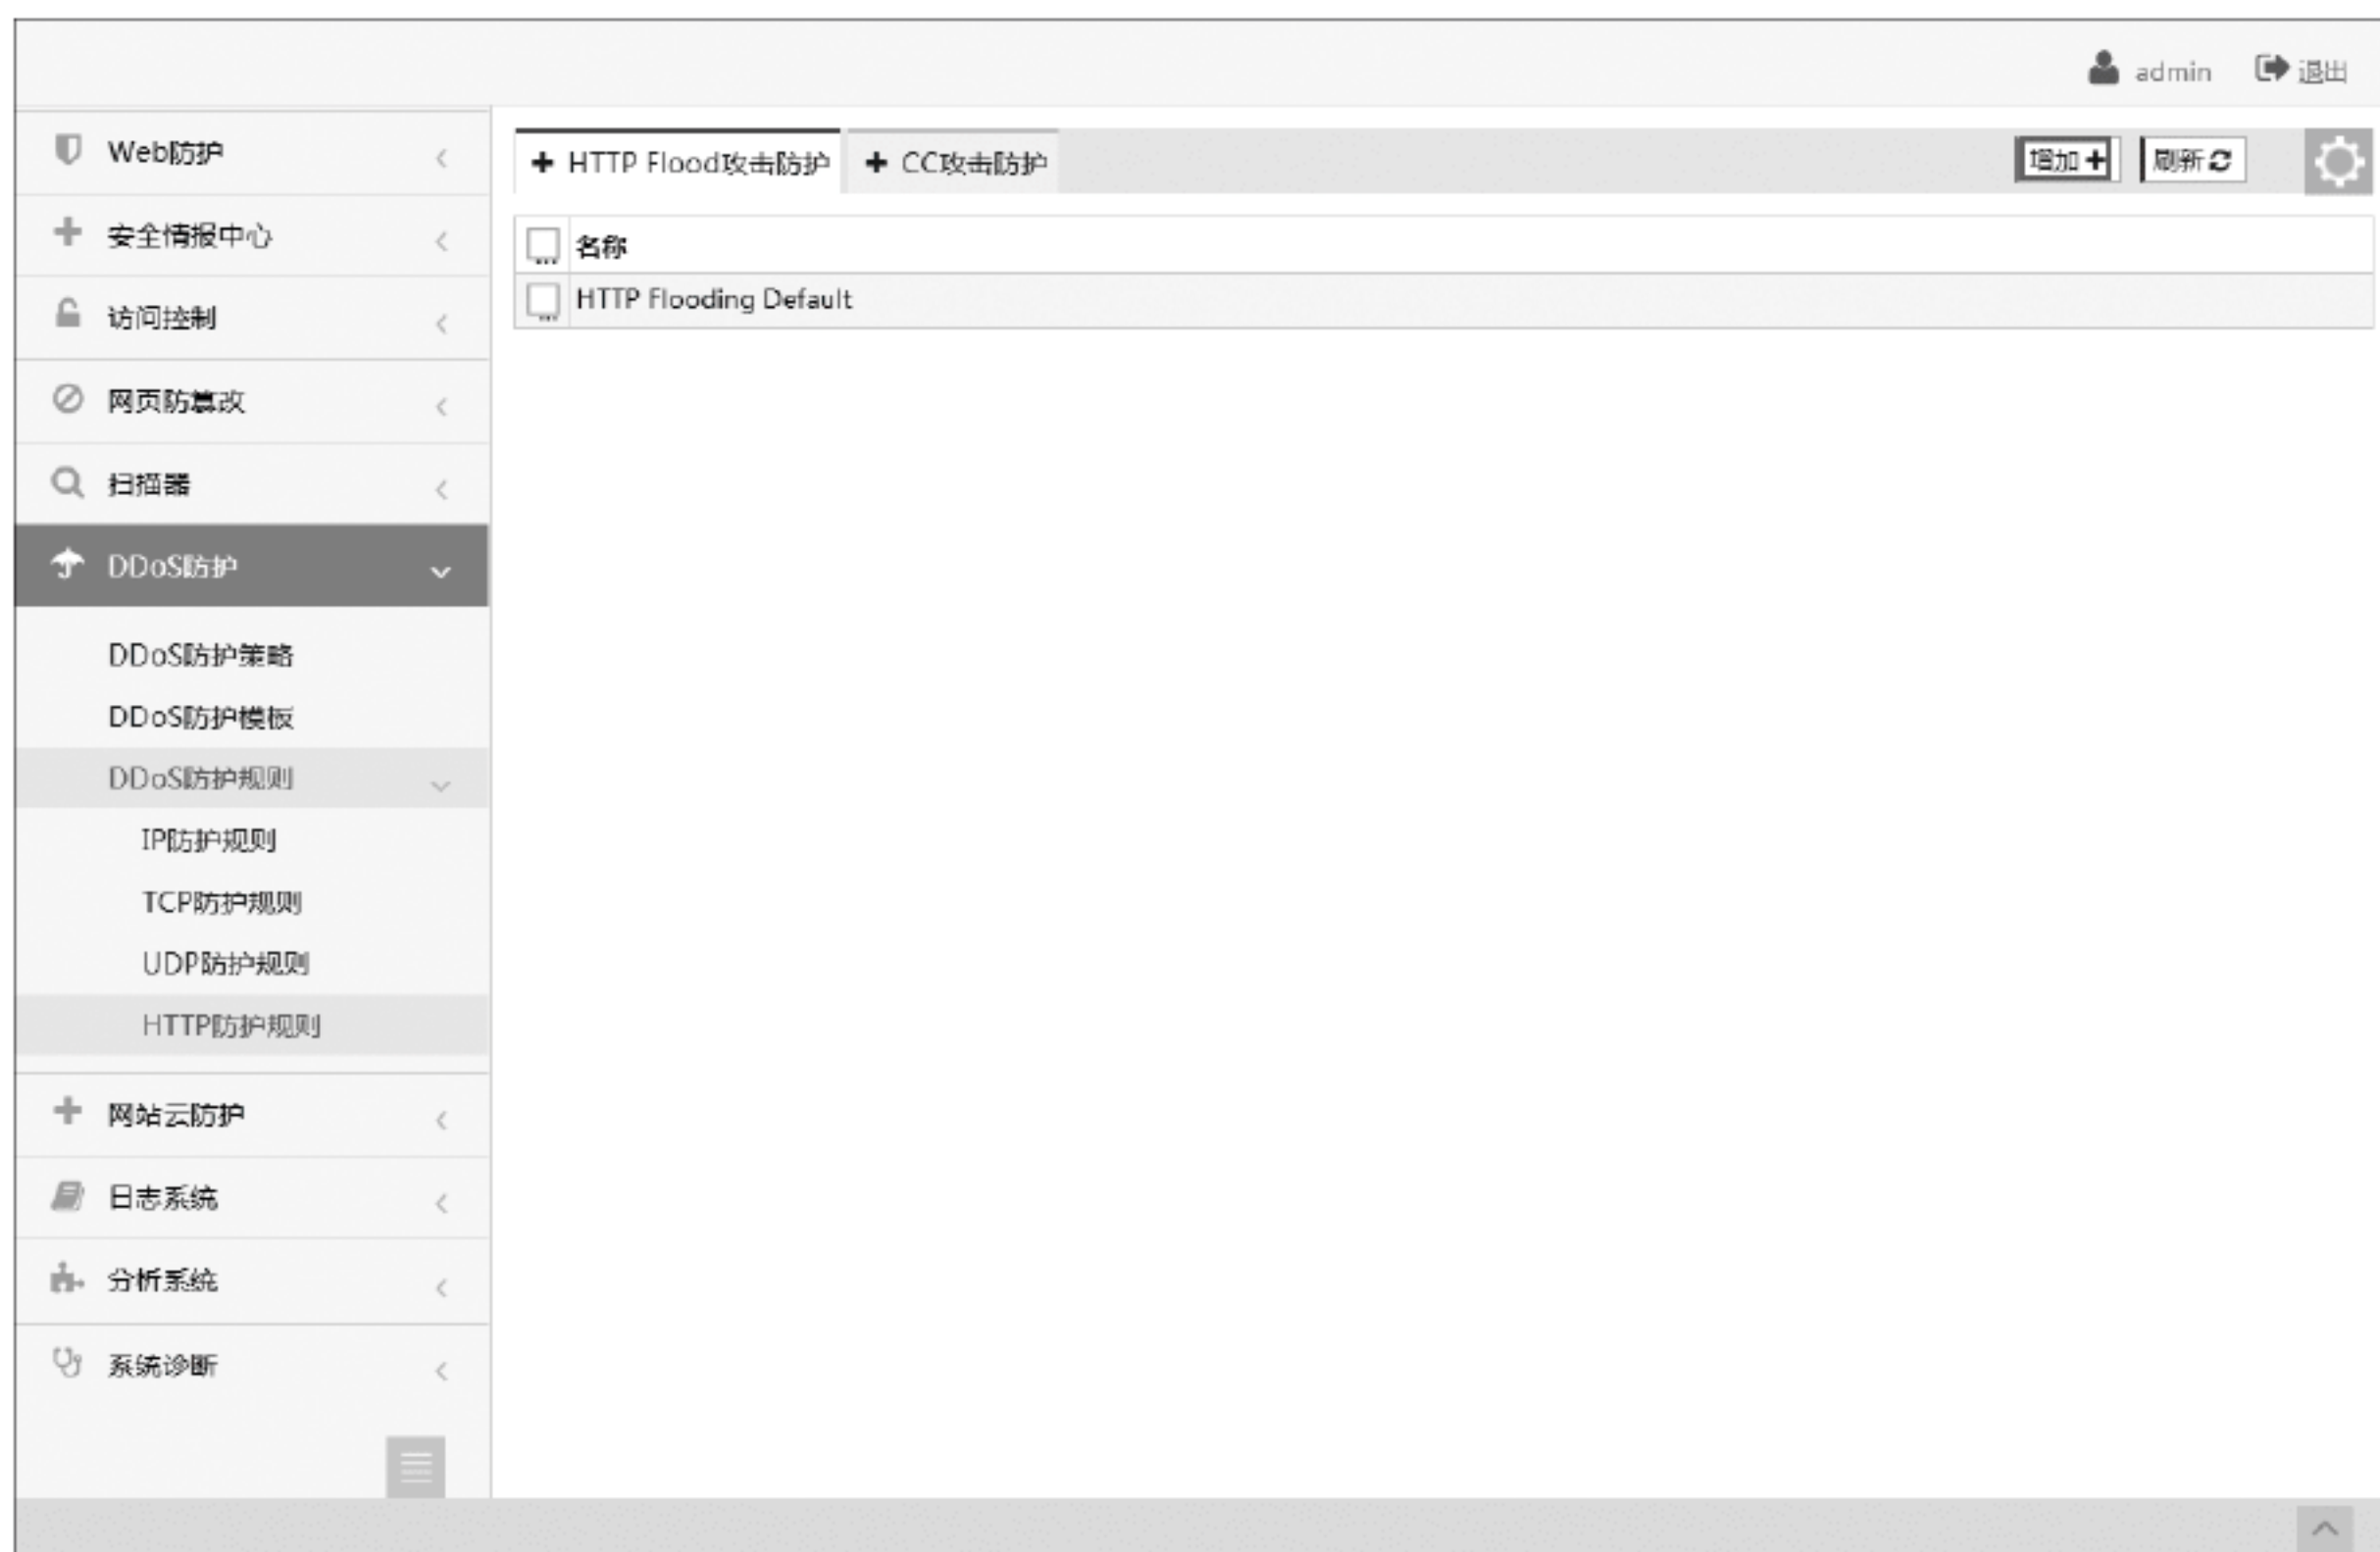 admin 退出
Web防护
安全情报中心
访问控制
网页防篡改
扫描器
DDoS防护
DDoS防护策略
DDoS防护模板
DDoS防护规则
IP防护规则
TCP防护规则
UDP防护规则
HTTP防护规则
网站云防护
日志系统
分析系统
系统诊断
HTTP Flood攻击防护 CC攻击防护 增加 刷新
名称
HTTP Flooding Default